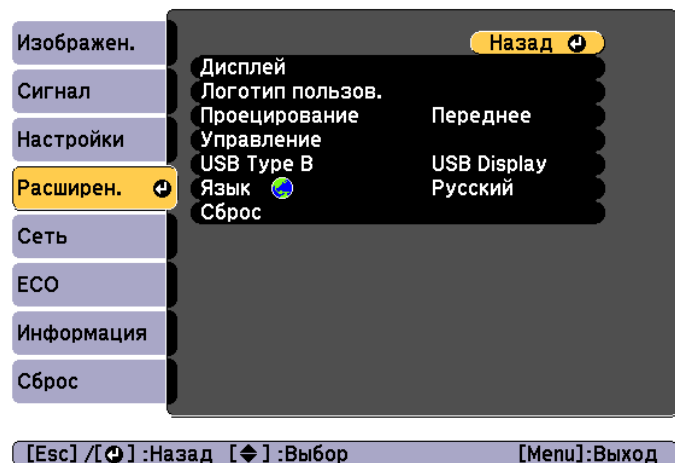 Изображен.
Сигнал
Настройки
Расширен.
Сеть
ECO
Информация
Сброс
Назад
Дисплей
Логотип пользов.
Проецирование Переднее
Управление
USB Type B USB Display
Язык Русский
Сброс
[Esc] /[ ] :Назад [ ] :Выбор [Menu]:Выход